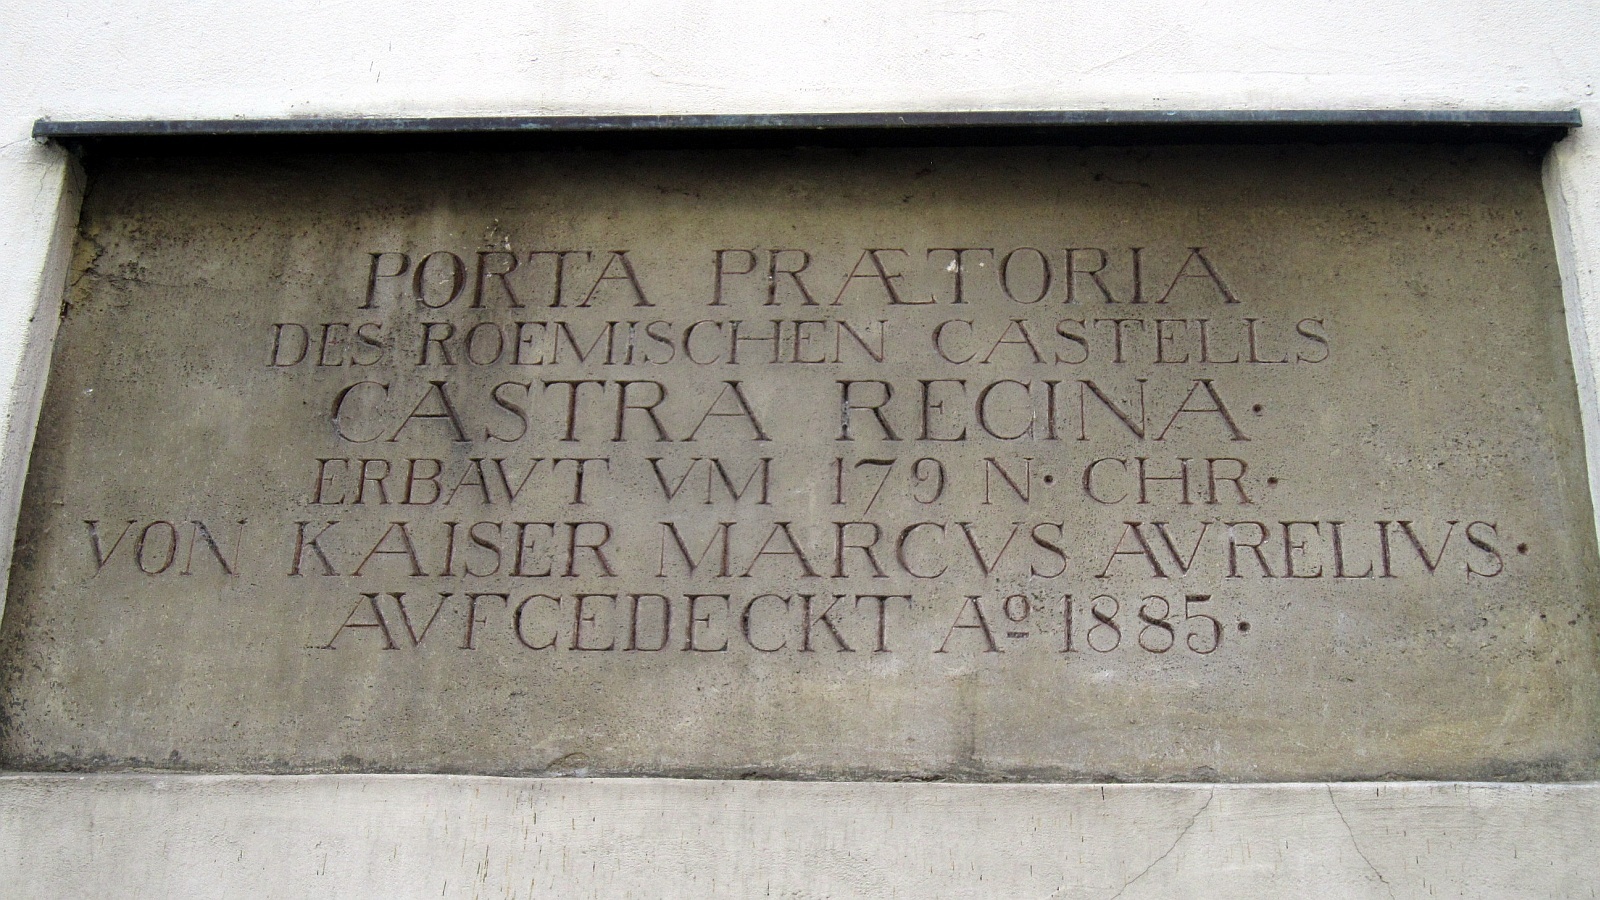 PORTA PRÆTORIA
DES ROEMISCHEN CASTELLS
CASTRA REGINA·
ERBAVT VM 179 N· CHR·
VON KAISER MARCVS AVRELIVS·
AVFGEDECKT Aº 1885·